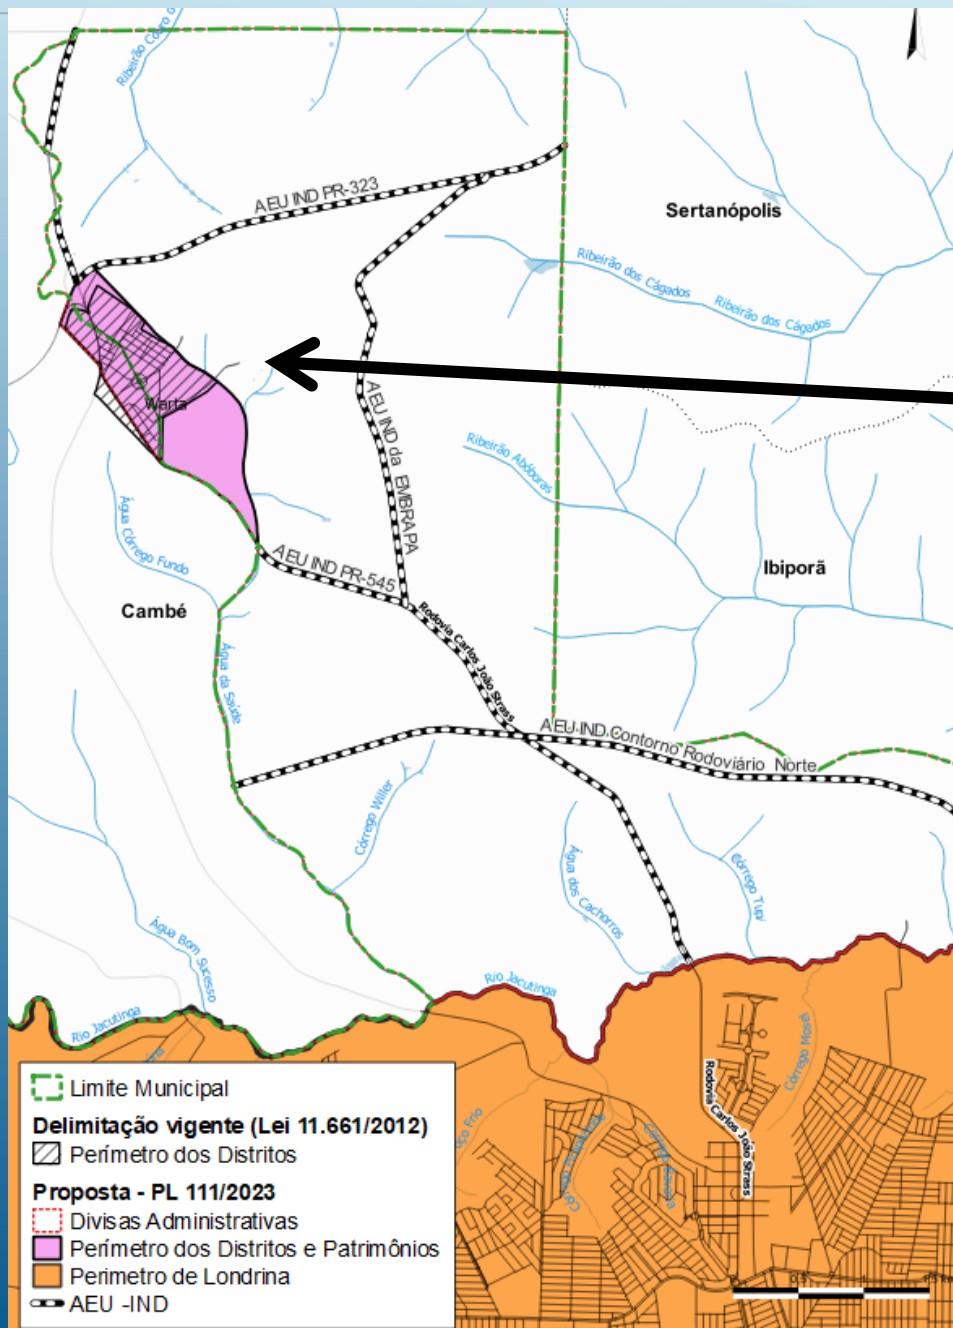 Ribeirão Couro d
AEU IND PR-323
Sertanópolis
Ribeirão dos Cágados
Ribeirão dos Cágados
Warta
AEU IND da EMBRAPA
Ribeirão Abóboras
Água Córrego Fundo
AEU IND PR-545
Ibiporã
Cambé
Rodovia Carlos João Strass
Água da Saúde
AEU IND Contorno Rodoviário Norte
Córrego Willer
Água dos Cachorros
Córrego Tupi
Água Bom Sucesso
Rio Jacutinga
Rio Jacutinga
Córrego Mosé
Rodovia Carlos João Strass
Limite Municipal
Delimitação vigente (Lei 11.661/2012)
Perímetro dos Distritos
Proposta - PL 111/2023
Divisas Administrativas
Perímetro dos Distritos e Patrimônios
Perimetro de Londrina
AEU -IND